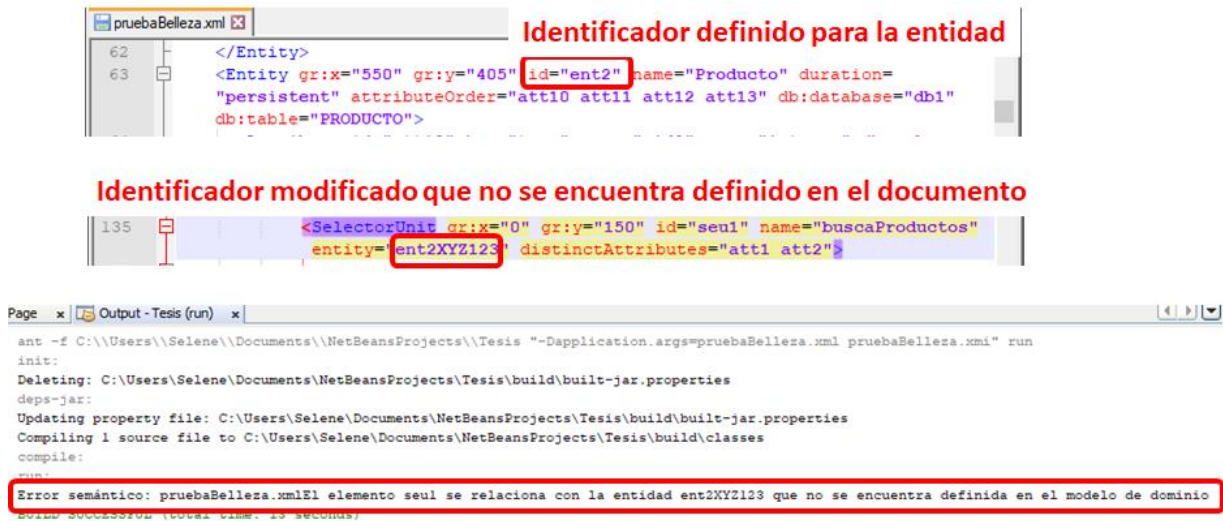 pruebaBelleza.xml
Identificador definido para la entidad
62 </Entity>
63 <Entity gr:x="550" gr:y="405" id="ent2" name="Producto" duration=
"persistent" attributeOrder="att10 att11 att12 att13" db:database="db1"
db:table="PRODUCTO">
Identificador modificado que no se encuentra definido en el documento
135 <SelectorUnit gr:x="0" gr:y="150" id="seu1" name="buscaProductos"
entity="ent2XYZ123" distinctAttributes="att1 att2">
Page x Output - Tesis (run) x
ant -f C:\\Users\\Selene\\Documents\\NetBeansProjects\\Tesis "-Dapplication.args=pruebaBelleza.xml pruebaBelleza.xmi" run
init:
Deleting: C:\Users\Selene\Documents\NetBeansProjects\Tesis\build\built-jar.properties
deps-jar:
Updating property file: C:\Users\Selene\Documents\NetBeansProjects\Tesis\build\built-jar.properties
Compiling 1 source file to C:\Users\Selene\Documents\NetBeansProjects\Tesis\build\classes
compile:
run:
Error semántico: pruebaBelleza.xmlEl elemento seu1 se relaciona con la entidad ent2XYZ123 que no se encuentra definida en el modelo de dominio
BUILD SUCCESSFUL (total time: 13 seconds)